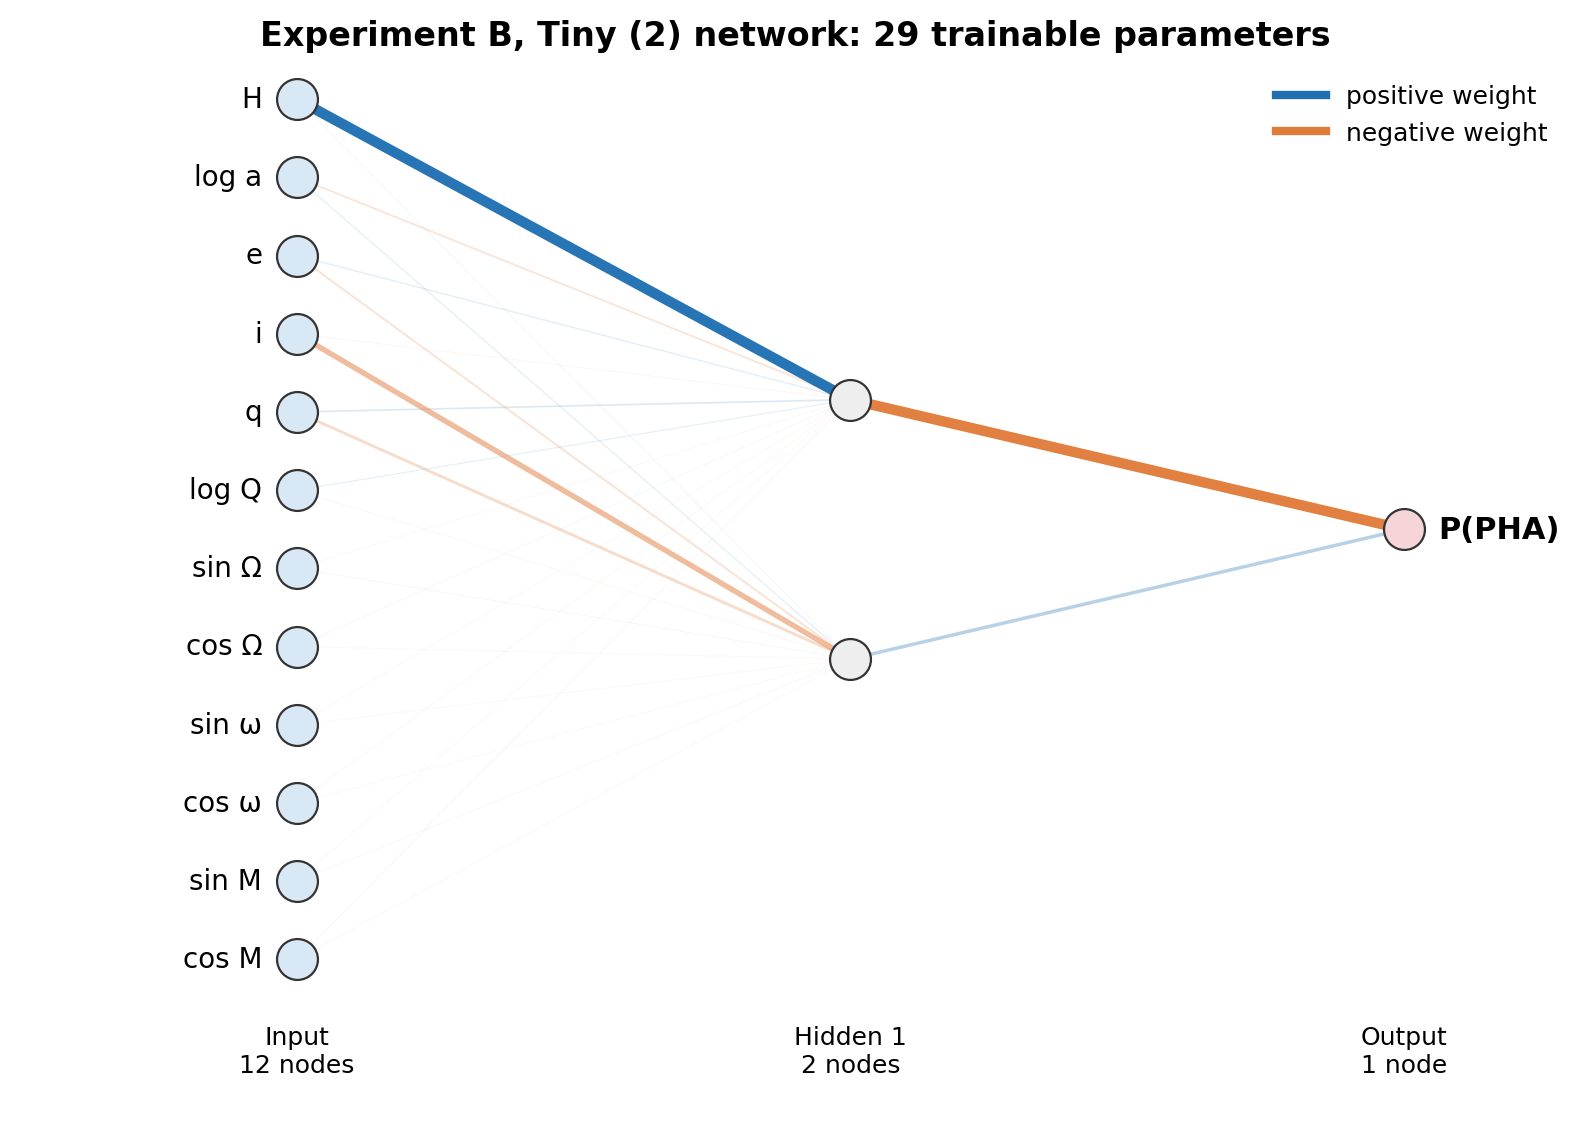 Experiment B, Tiny (2) network: 29 trainable parameters
positive weight
negative weight
H
log a
e
i
q
log Q
sin Ω
cos Ω
sin ω
cos ω
sin M
cos M
P(PHA)
Input
12 nodes
Hidden 1
2 nodes
Output
1 node